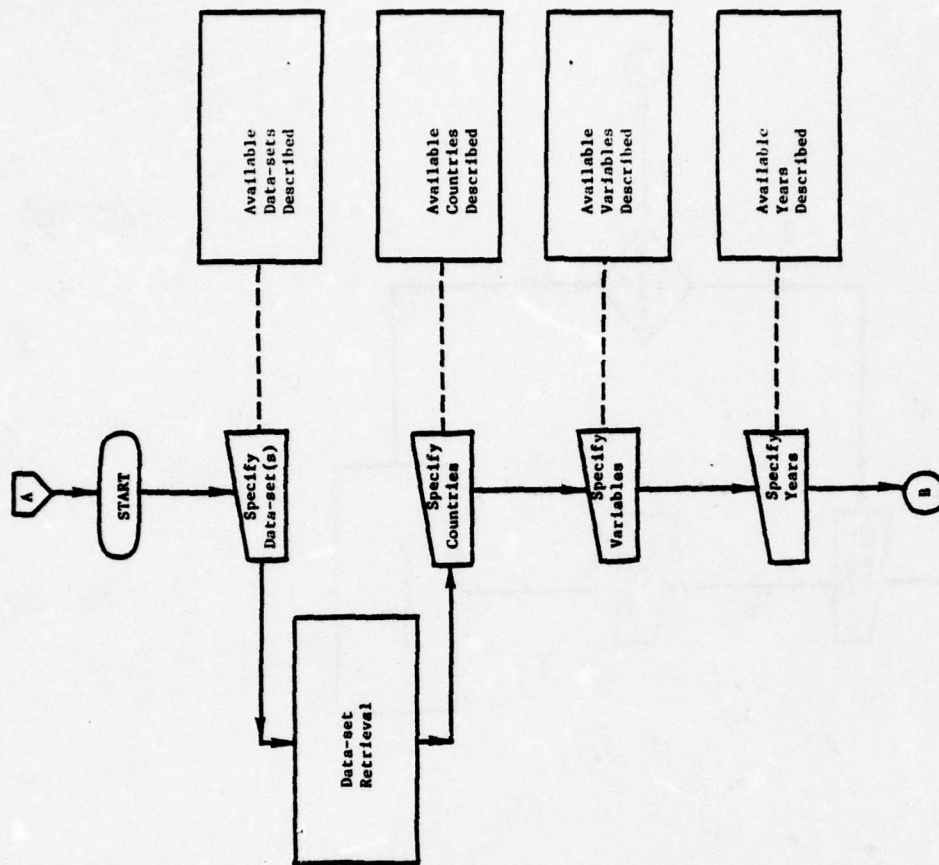 A
START
Specify
Data-set(s)
Available
Data-sets
Described
Data-set
Retrieval
Specify
Countries
Available
Countries
Described
Specify
Variables
Available
Variables
Described
Specify
Years
Available
Years
Described
B